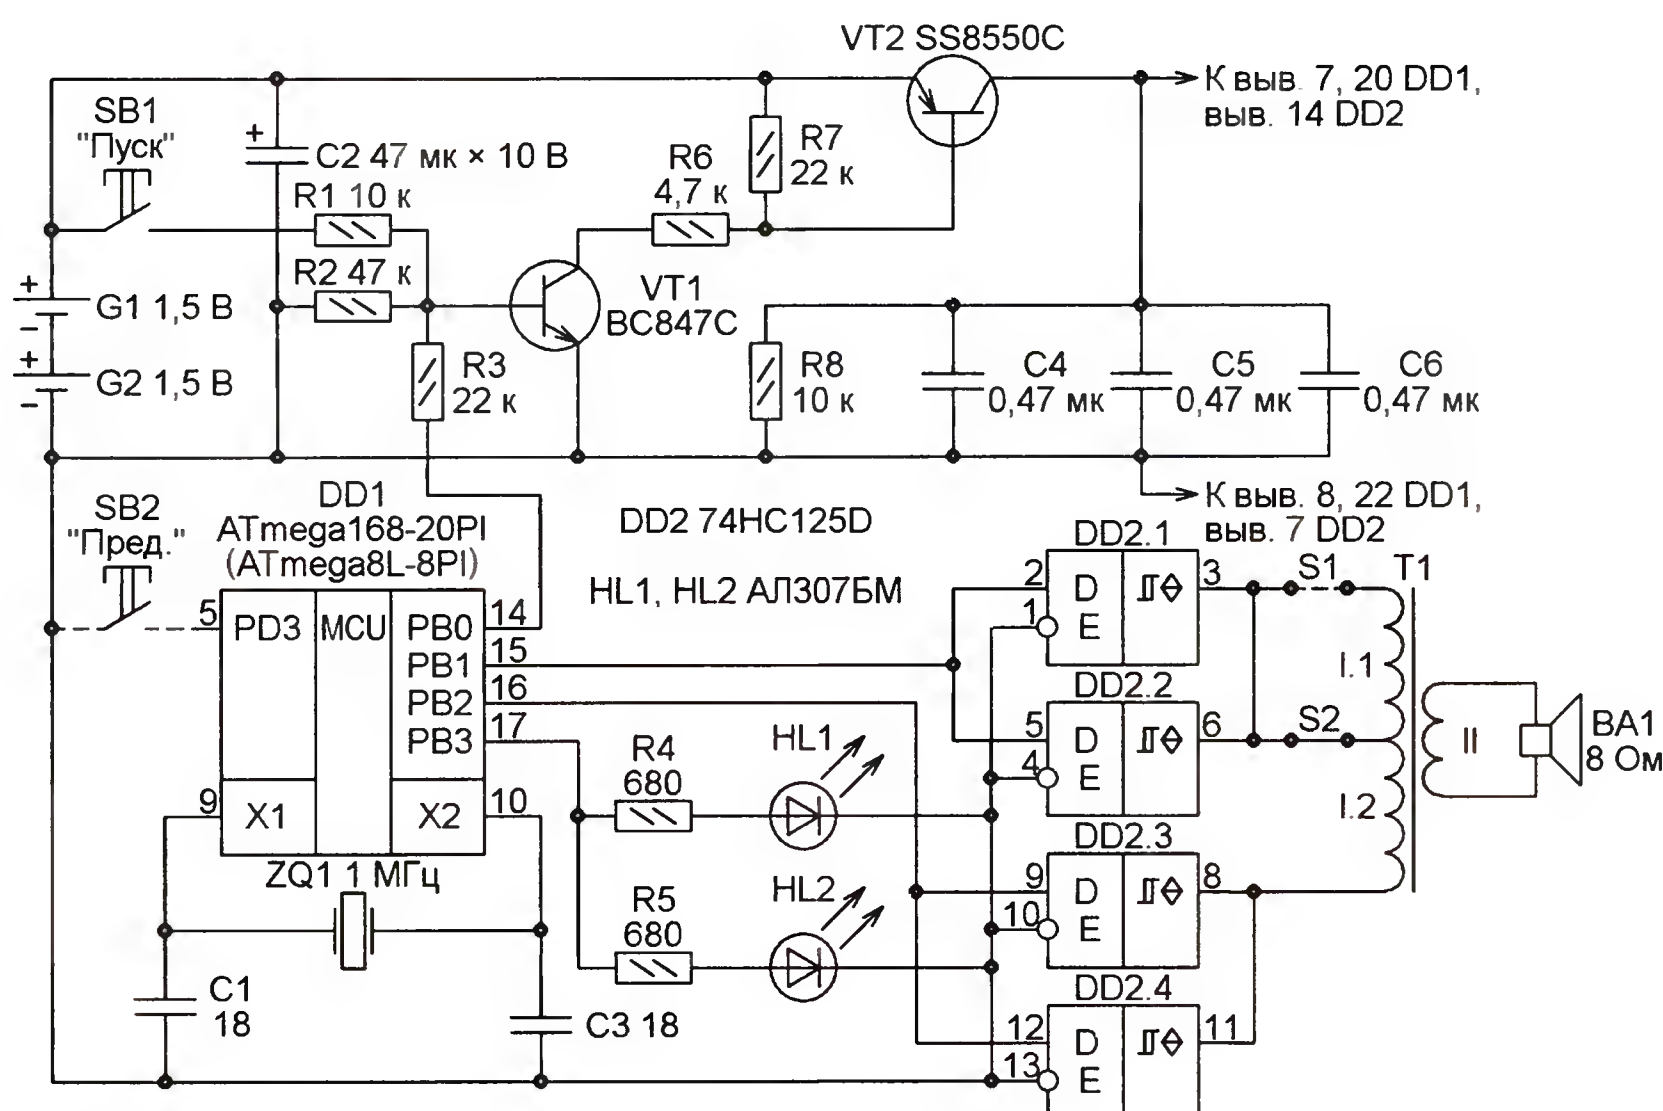 VT2 SS8550C
К выв. 7, 20 DD1,
выв. 14 DD2
SB1
"Пуск"
+
C2 47 мк × 10 В
R1 10 к
R2 47 к
R6
4,7 к
R7
22 к
+
G1 1,5 В
−
+
G2 1,5 В
−
VT1
BC847C
R3
22 к
R8
10 к
C4
0,47 мк
C5
0,47 мк
C6
0,47 мк
К выв. 8, 22 DD1,
выв. 7 DD2
SB2
"Пред."
DD1
ATmega168-20PI
(ATmega8L-8PI)
DD2 74HC125D
HL1, HL2 АЛ307БМ
5
PD3
MCU
PB0
14
PB1
15
PB2
16
PB3
17
9
X1
X2
10
ZQ1 1 МГц
C1
18
C3 18
R4
680
HL1
R5
680
HL2
DD2.1
2
D
3
1
E
DD2.2
5
D
6
4
E
DD2.3
9
D
8
10
E
DD2.4
12
D
11
13
E
S1
S2
T1
I.1
I.2
II
BA1
8 Ом